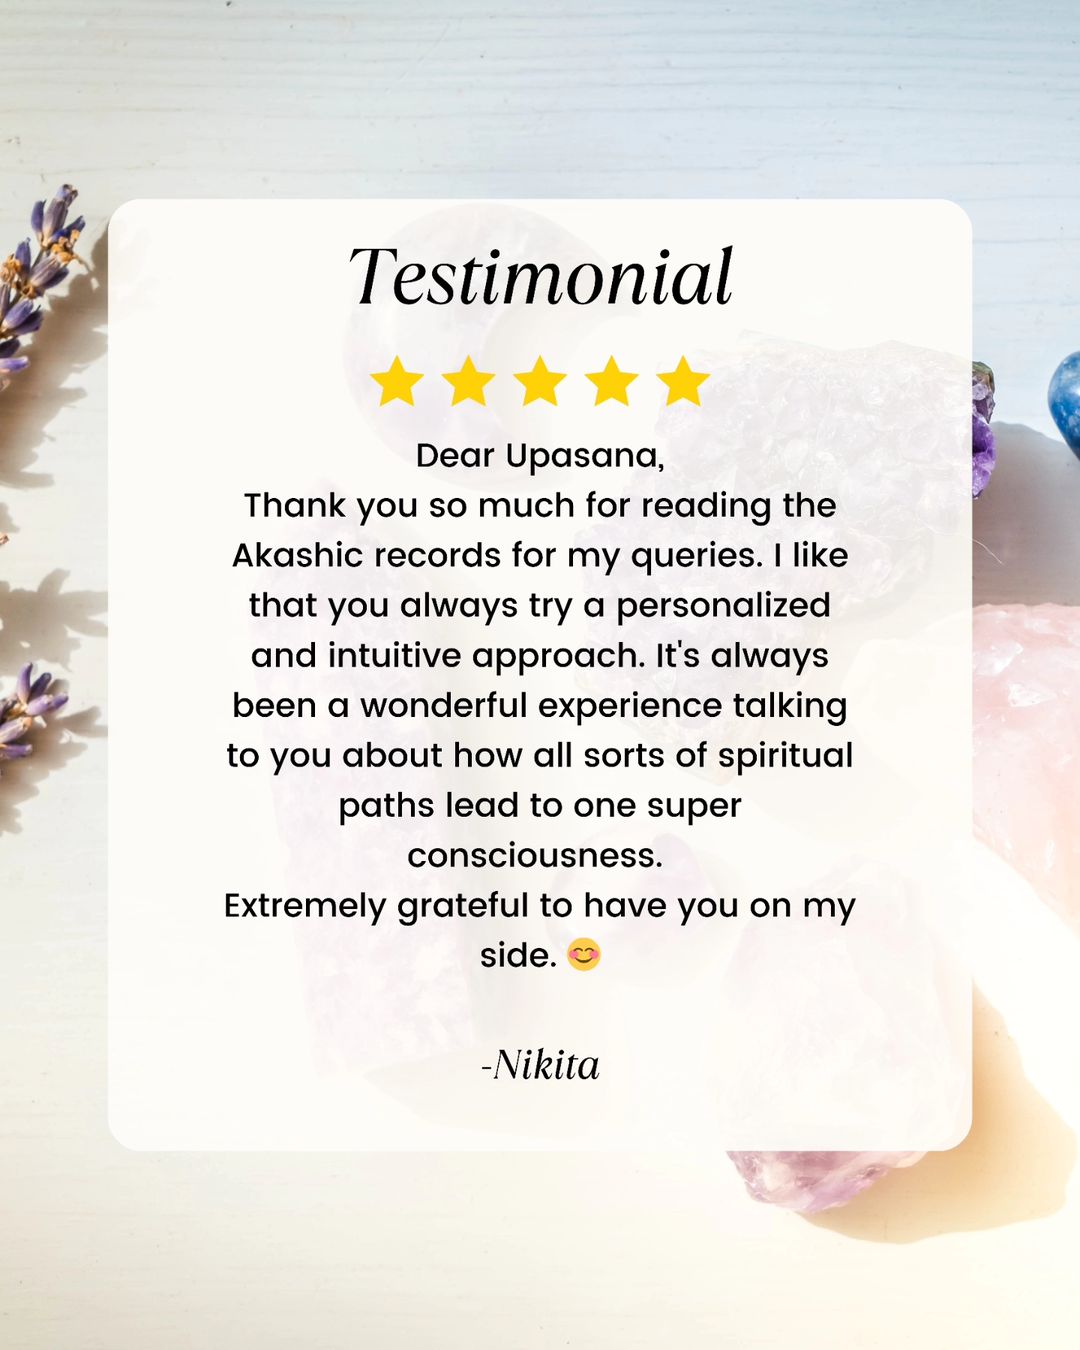 Testimonial
Dear Upasana,
Thank you so much for reading the
Akashic records for my queries. I like
that you always try a personalized
and intuitive approach. It's always
been a wonderful experience talking
to you about how all sorts of spiritual
paths lead to one super
consciousness.
Extremely grateful to have you on my
side. 😊
-Nikita